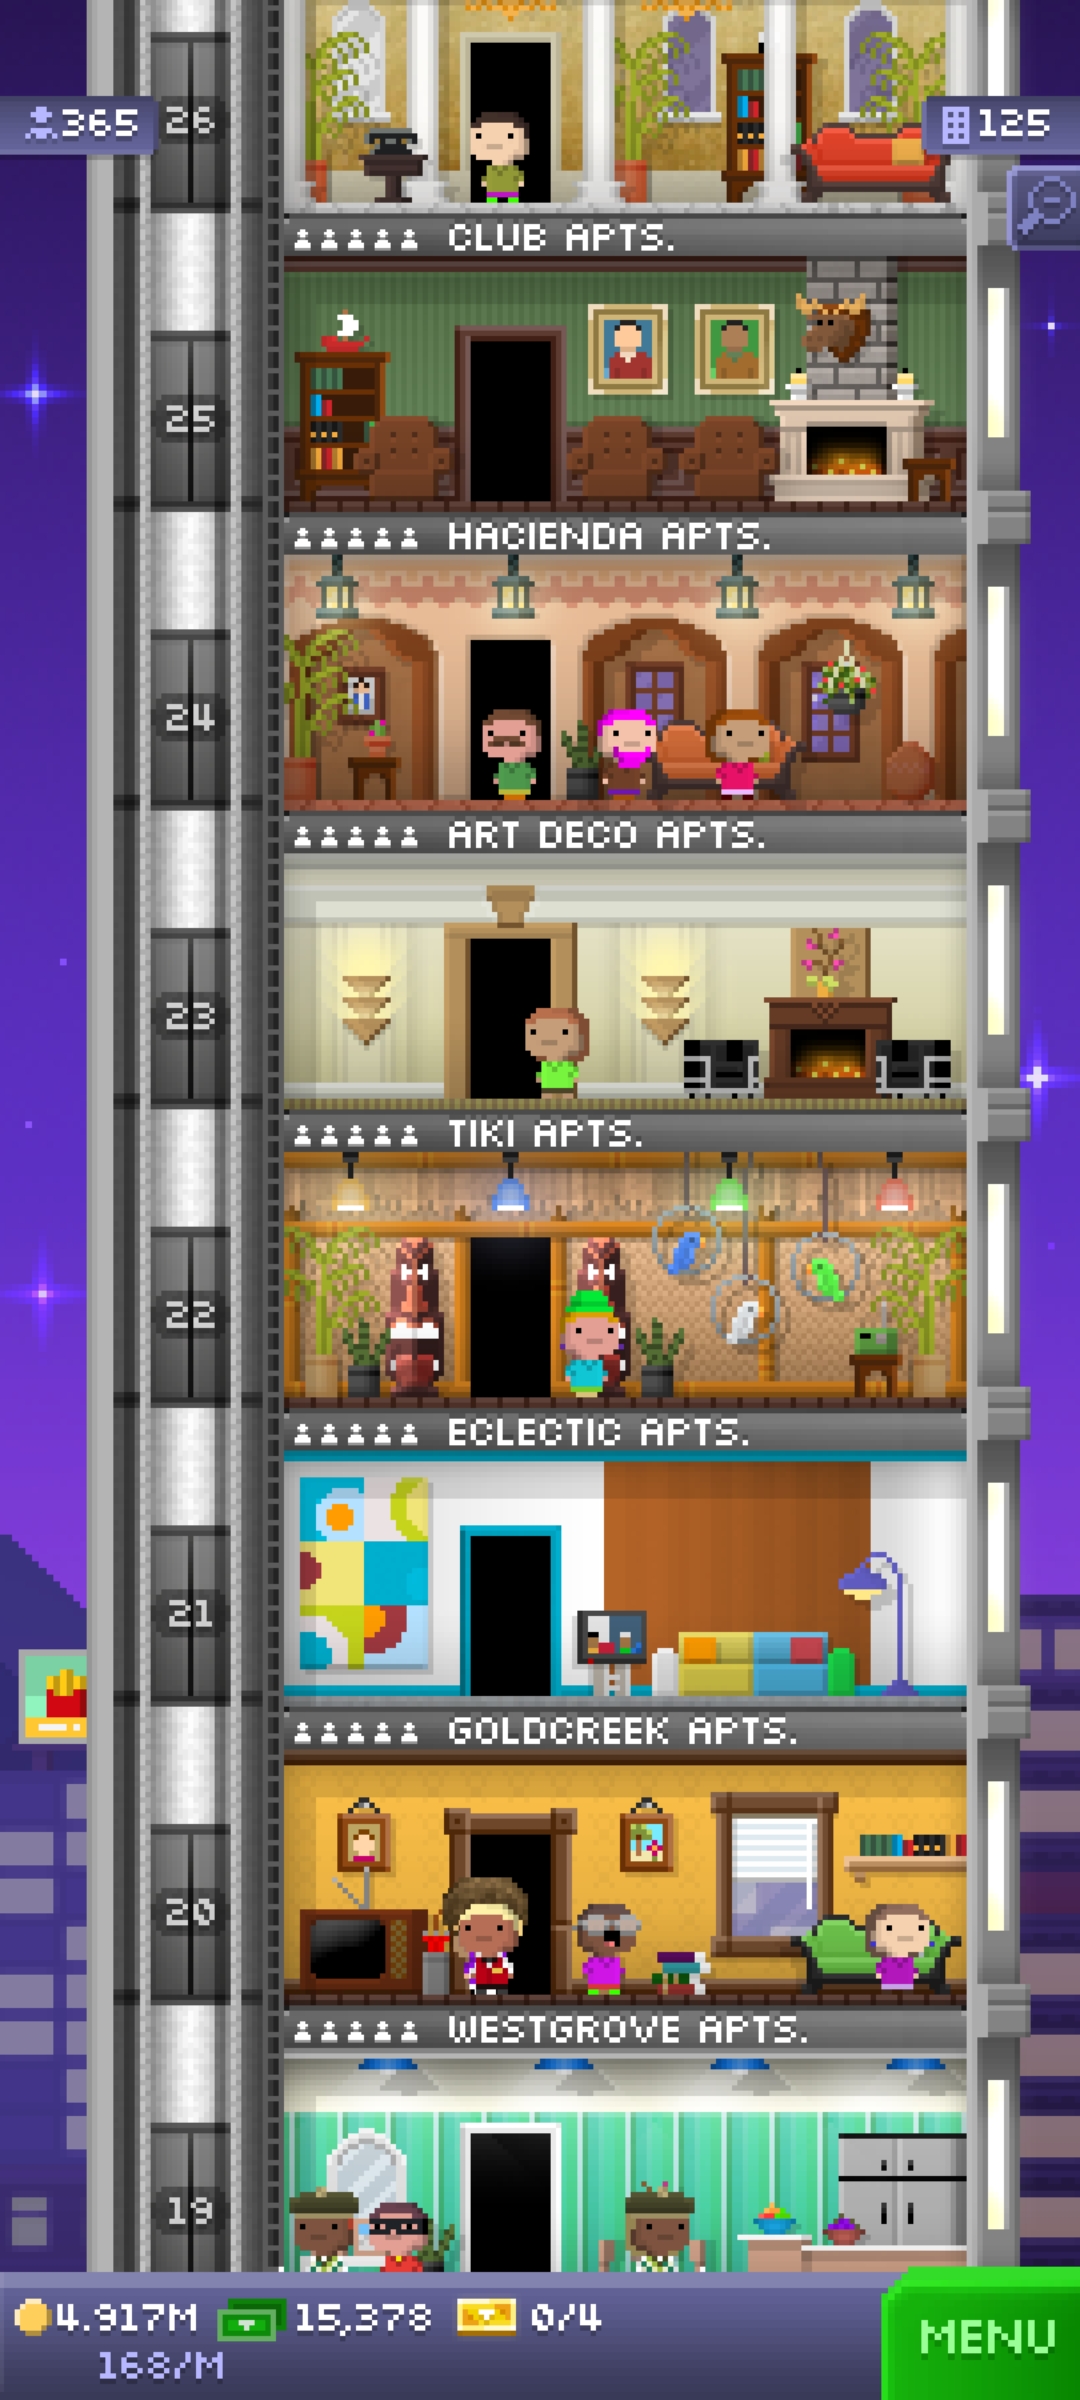 365
26
125
CLUB APTS.
25
HACIENDA APTS.
24
ART DECO APTS.
23
TIKI APTS.
22
ECLECTIC APTS.
21
GOLDCREEK APTS.
20
WESTGROVE APTS.
19
4.917M 15,378 0/4
168/M
MENU